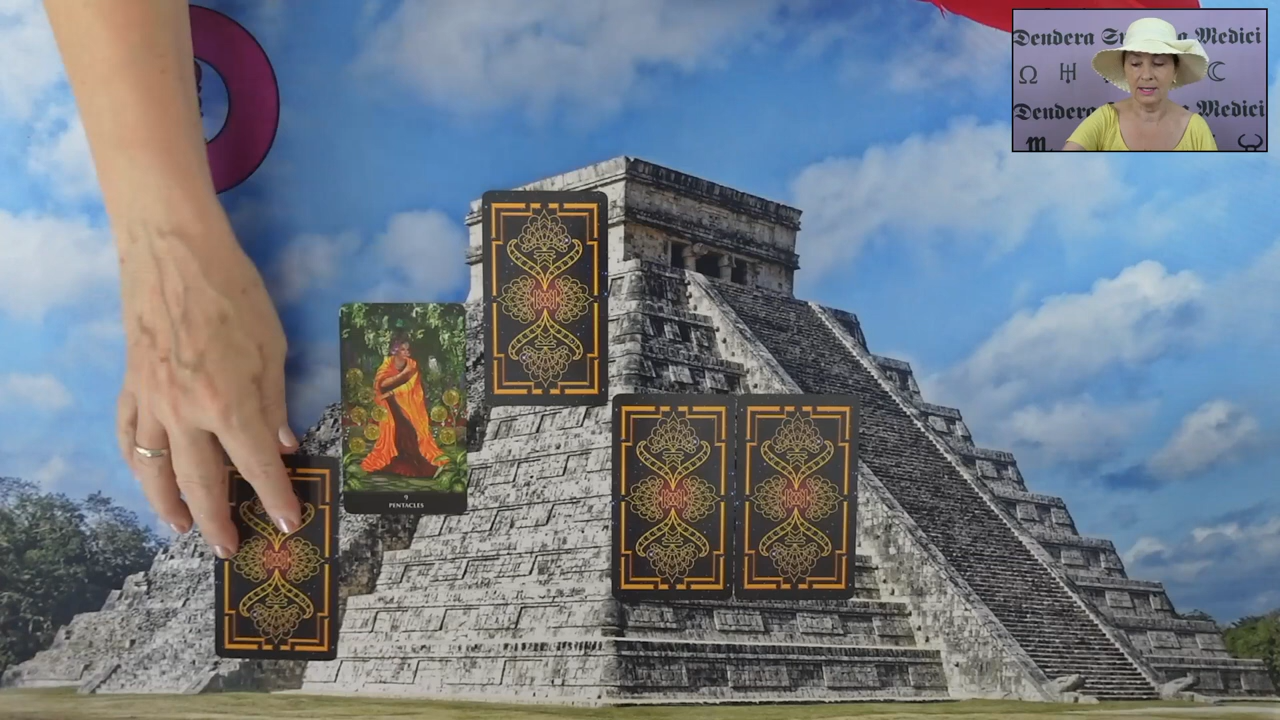 Dendera S a Medici
Ω ♅ ☾
Dendera Medici
♏ ♉
9
PENTACLES